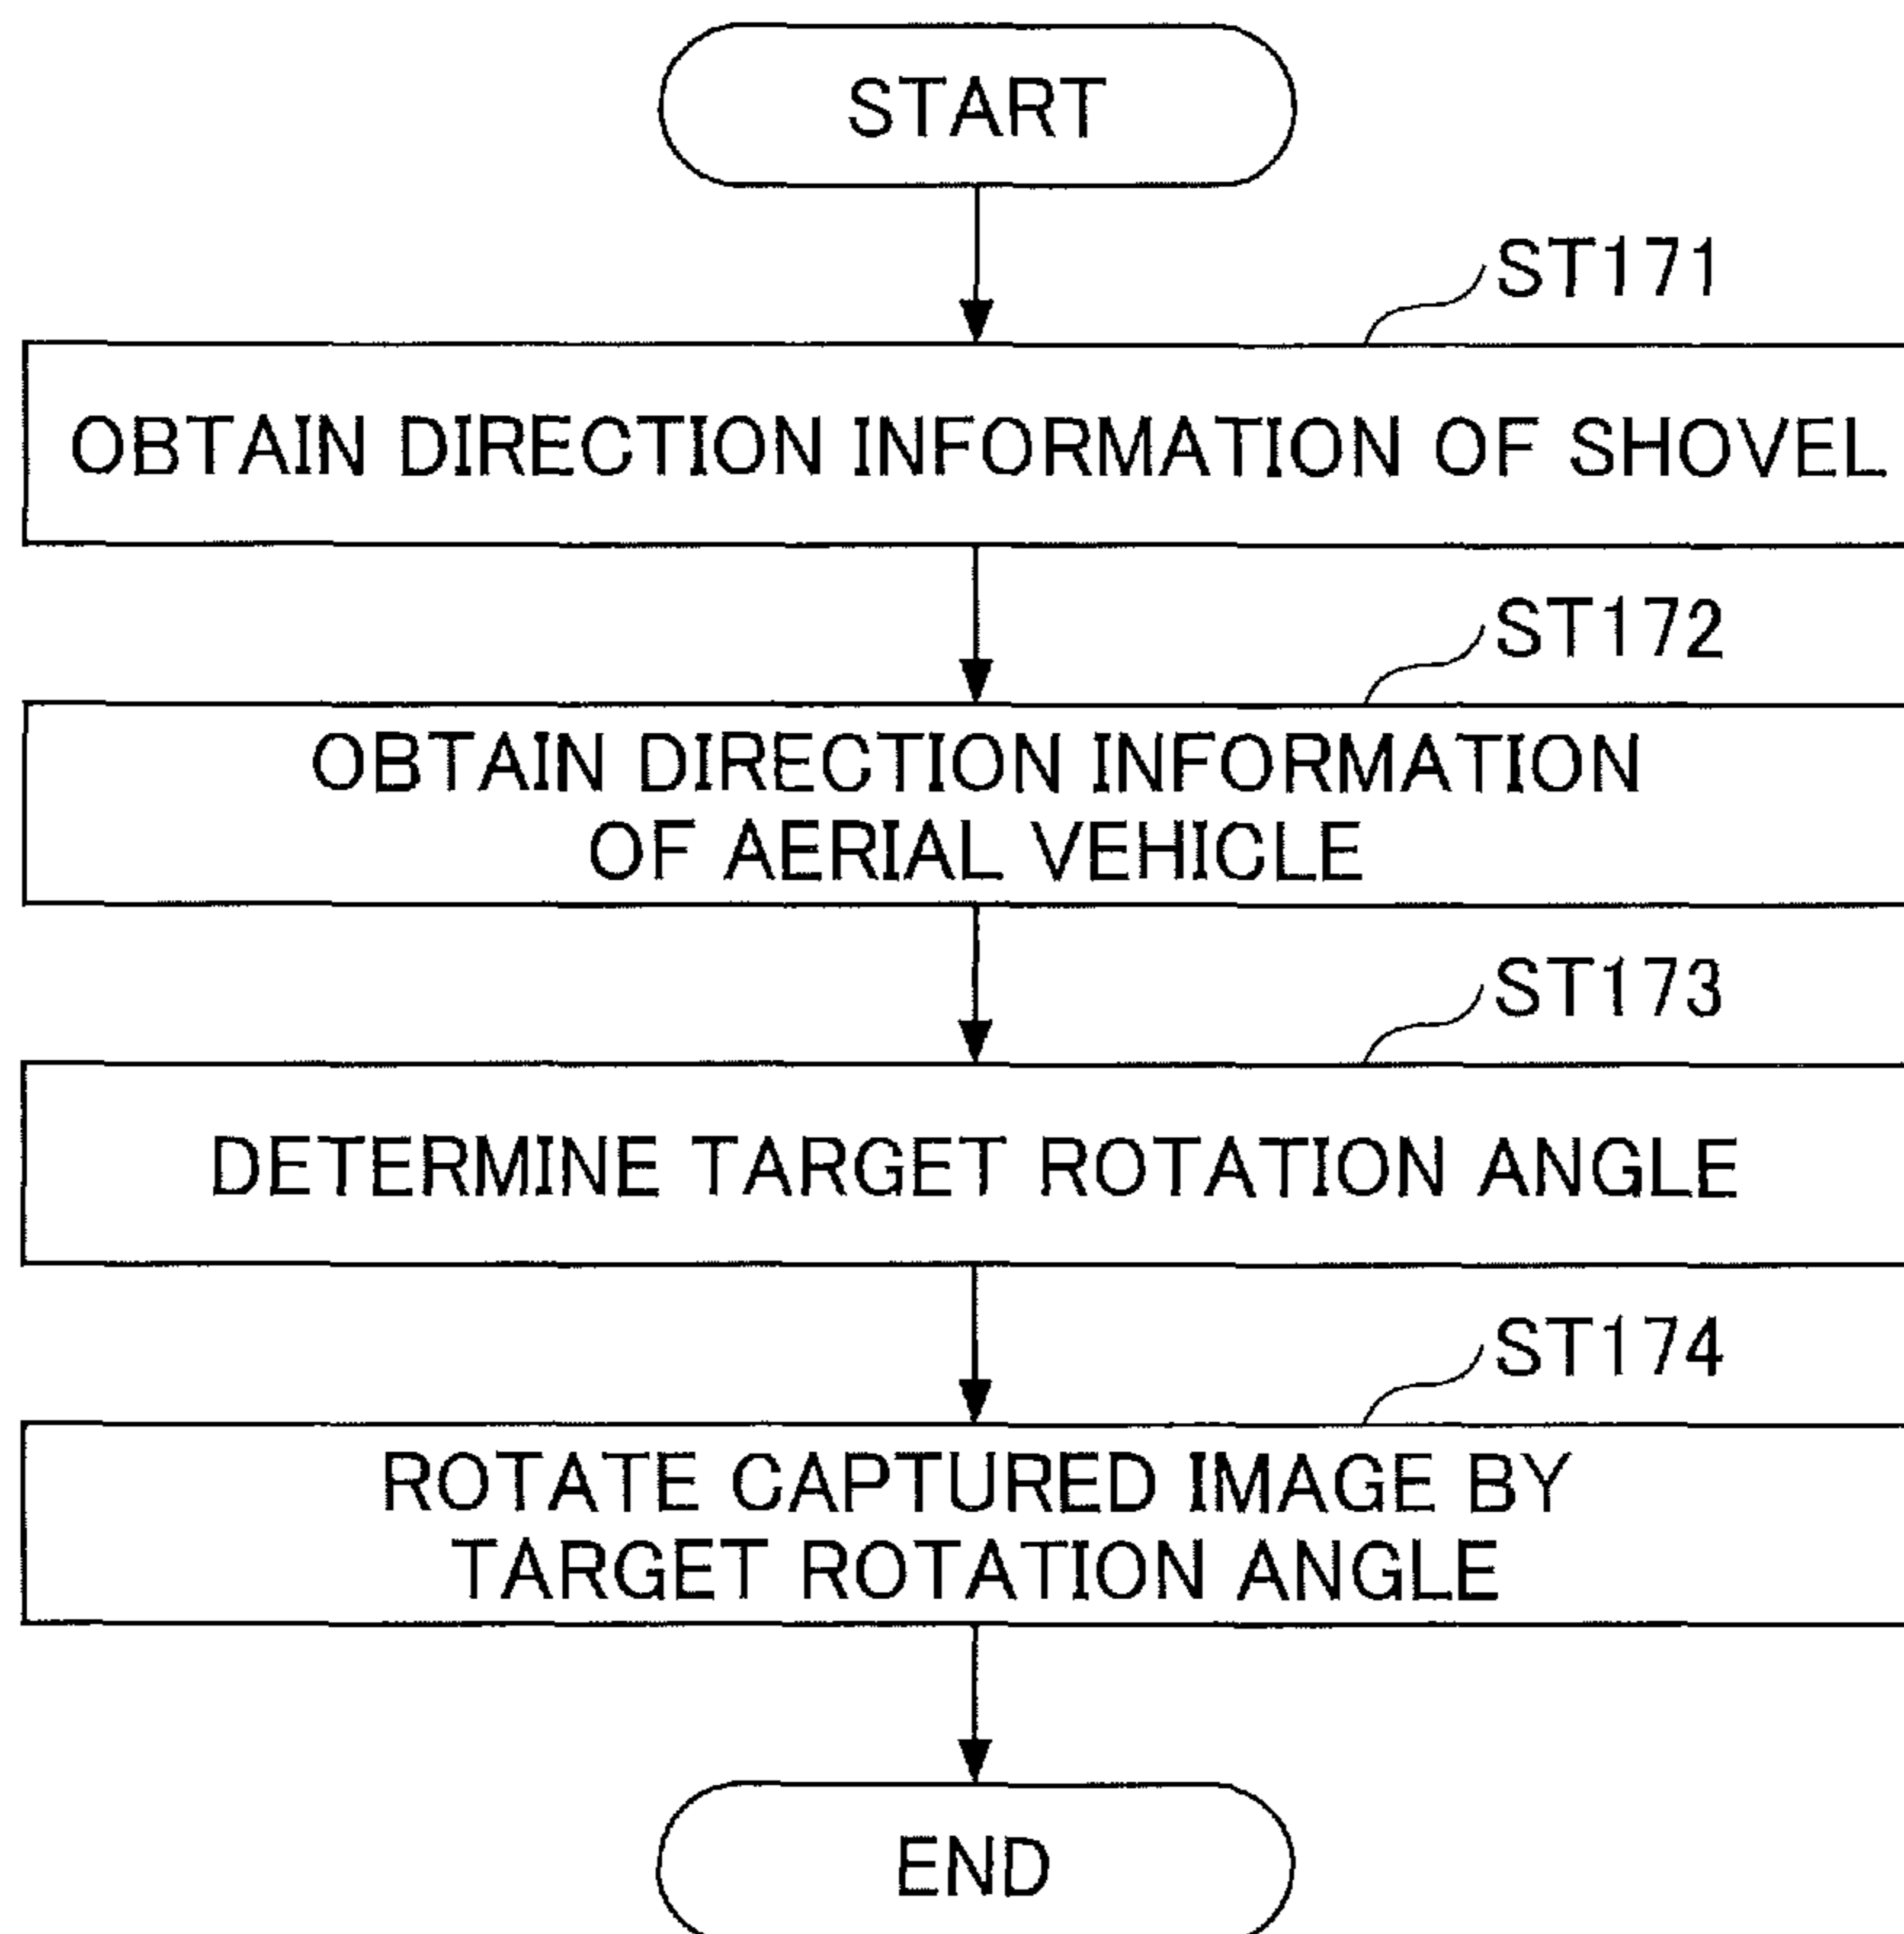 START
ST171
OBTAIN DIRECTION INFORMATION OF SHOVEL
ST172
OBTAIN DIRECTION INFORMATION
OF AERIAL VEHICLE
ST173
DETERMINE TARGET ROTATION ANGLE
ST174
ROTATE CAPTURED IMAGE BY
TARGET ROTATION ANGLE
END